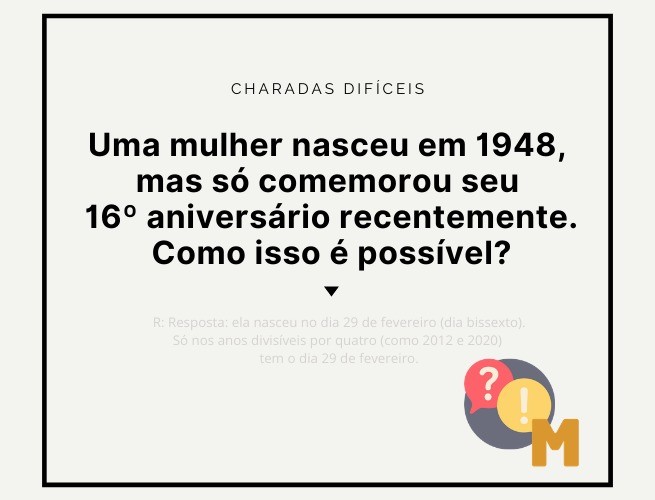 CHARADAS DIFÍCEIS
Uma mulher nasceu em 1948,
mas só comemorou seu
16º aniversário recentemente.
Como isso é possível?
R: Resposta: ela nasceu no dia 29 de fevereiro (dia bissexto).
Só nos anos divisíveis por quatro (como 2012 e 2020)
tem o dia 29 de fevereiro.
? !
M